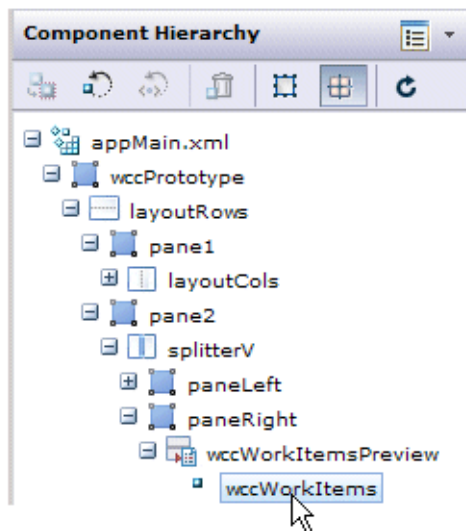 Component Hierarchy
appMain.xml
wccPrototype
layoutRows
pane1
layoutCols
pane2
splitterV
paneLeft
paneRight
wccWorkItemsPreview
wccWorkItems